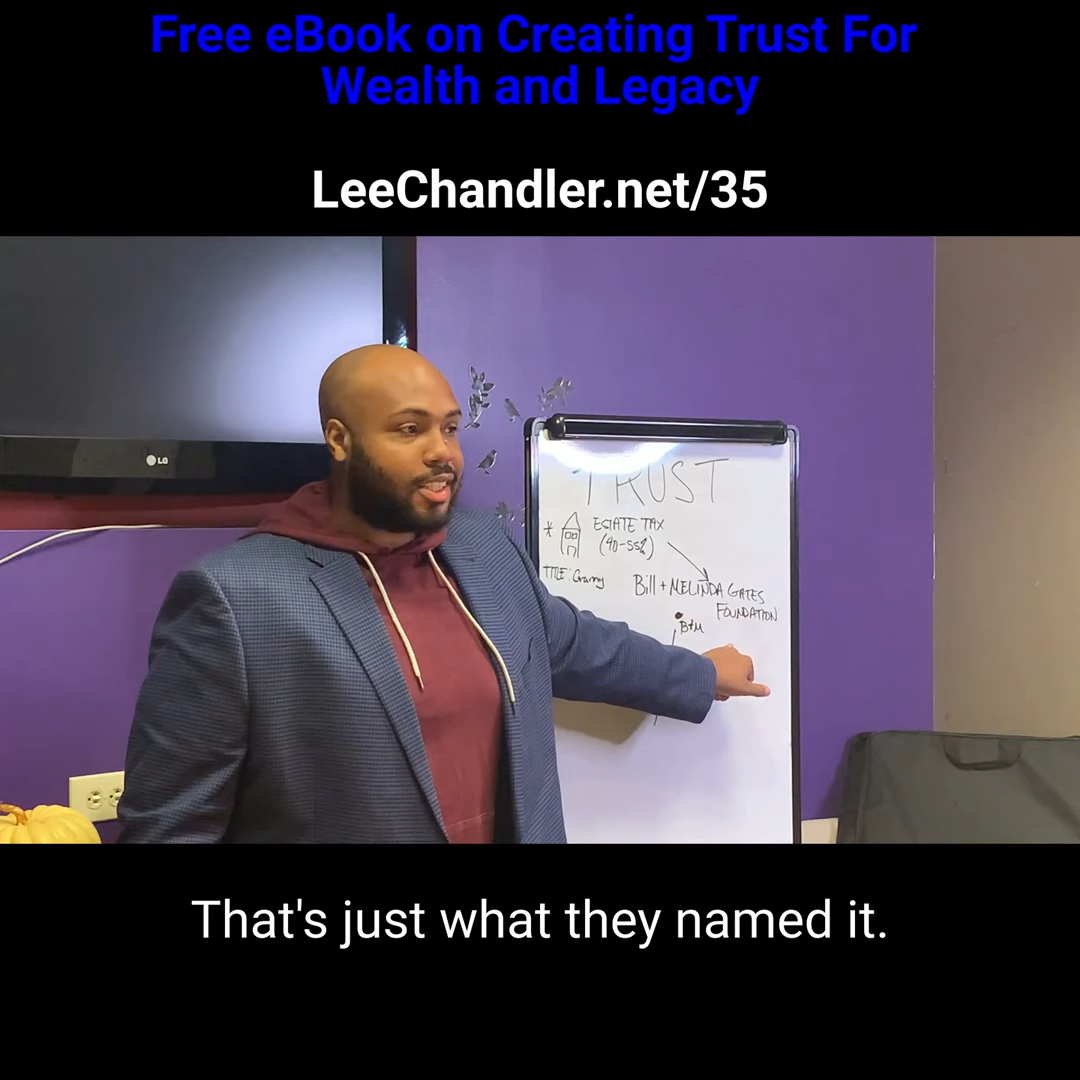 Free eBook on Creating Trust For
Wealth and Legacy
LeeChandler.net/35
LG
TRUST
* ESTATE TAX
(40-55%)
TITLE: Granny
Bill + MELINDA GATES
FOUNDATION
B+M
That's just what they named it.